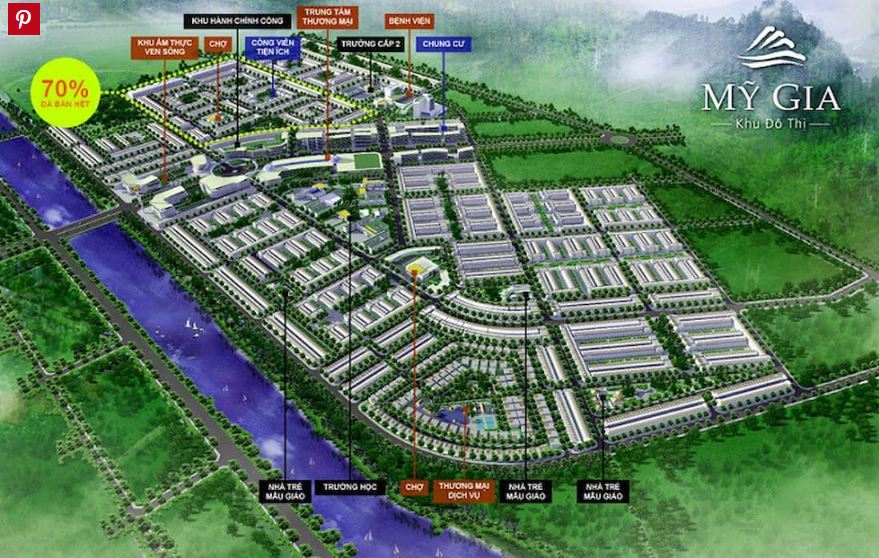 KHU HÀNH CHÍNH CÔNG
TRUNG TÂM
THƯƠNG MẠI
BỆNH VIỆN
KHU ẨM THỰC
VEN SÔNG
CHỢ
CÔNG VIÊN
TIỆN ÍCH
TRƯỜNG CẤP 2
CHUNG CƯ
70%
ĐÃ BÁN HẾT
MỸ GIA
Khu Đô Thị
NHÀ TRẺ
MẪU GIÁO
TRƯỜNG HỌC
CHỢ
THƯƠNG MẠI
DỊCH VỤ
NHÀ TRẺ
MẪU GIÁO
NHÀ TRẺ
MẪU GIÁO